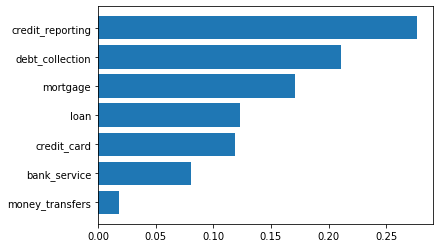 credit_reporting
debt_collection
mortgage
loan
credit_card
bank_service
money_transfers
0.00 0.05 0.10 0.15 0.20 0.25